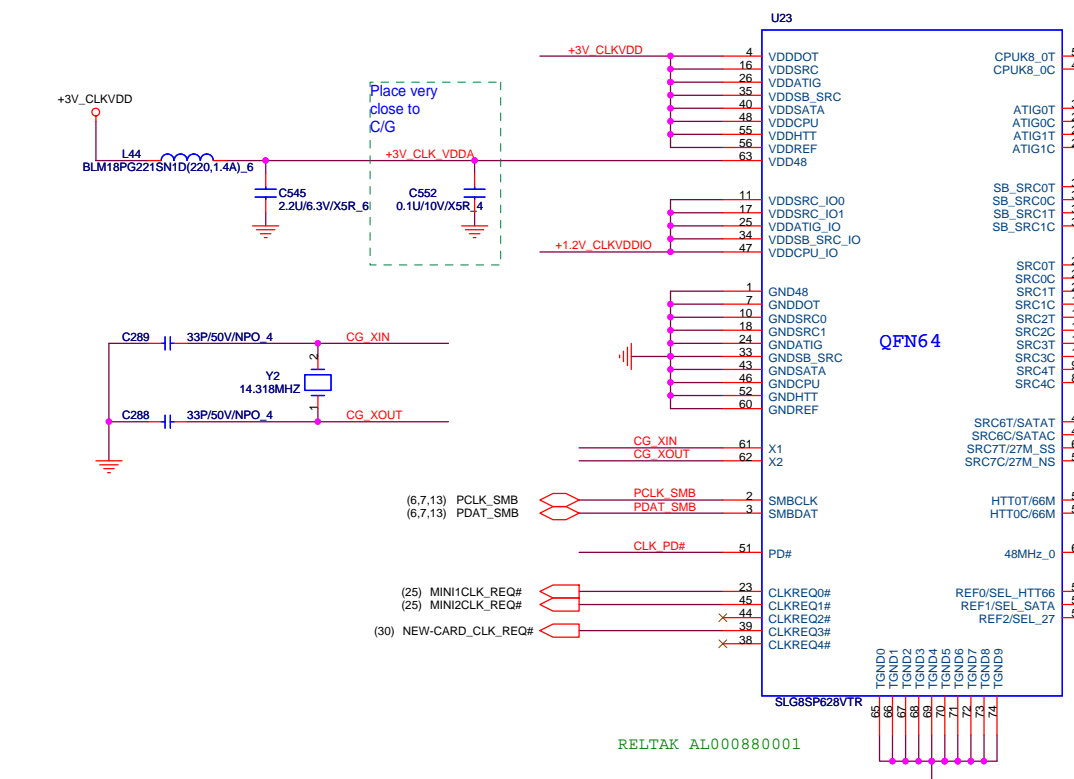 U23
+3V_CLKVDD
4 VDDDOT CPUK8_0T
16 VDDSRC CPUK8_0C
26 VDDATIG
35 VDDSB_SRC
40 VDDSATA ATIG0T
48 VDDCPU ATIG0C
55 VDDHTT ATIG1T
56 VDDREF ATIG1C
63 VDD48
Place very
close to
C/G
+3V_CLKVDD
L44
BLM18PG221SN1D(220,1.4A)_6
+3V_CLK_VDDA
C545
2.2U/6.3V/X5R_6
C552
0.1U/10V/X5R_4
SB_SRC0T
11 VDDSRC_IO0 SB_SRC0C
17 VDDSRC_IO1 SB_SRC1T
25 VDDATIG_IO SB_SRC1C
34 VDDSB_SRC_IO
+1.2V_CLKVDDIO
47 VDDCPU_IO
SRC0T
SRC0C
1 GND48 SRC1T
7 GNDDOT SRC1C
10 GNDSRC0 SRC2T
18 GNDSRC1 SRC2C
24 GNDATIG SRC3T
33 GNDSB_SRC SRC3C
43 GNDSATA SRC4T
46 GNDCPU SRC4C
52 GNDHTT
60 GNDREF
QFN64
C289 33P/50V/NPO_4 CG_XIN
2
Y2
14.318MHZ
1
C288 33P/50V/NPO_4 CG_XOUT
SRC6T/SATAT
SRC6C/SATAC
CG_XIN 61 X1 SRC7T/27M_SS
CG_XOUT 62 X2 SRC7C/27M_NS
(6,7,13) PCLK_SMB PCLK_SMB 2 SMBCLK HTT0T/66M
(6,7,13) PDAT_SMB PDAT_SMB 3 SMBDAT HTT0C/66M
CLK_PD# 51 PD# 48MHz_0
(25) MINI1CLK_REQ# 23 CLKREQ0# REF0/SEL_HTT66
(25) MINI2CLK_REQ# 45 CLKREQ1# REF1/SEL_SATA
44 CLKREQ2# REF2/SEL_27
(30) NEW-CARD_CLK_REQ# 39 CLKREQ3#
38 CLKREQ4#
TGND0 TGND1 TGND2 TGND3 TGND4 TGND5 TGND6 TGND7 TGND8 TGND9
SLG8SP628VTR
65 66 67 68 69 70 71 72 73 74
RELTAK AL000880001